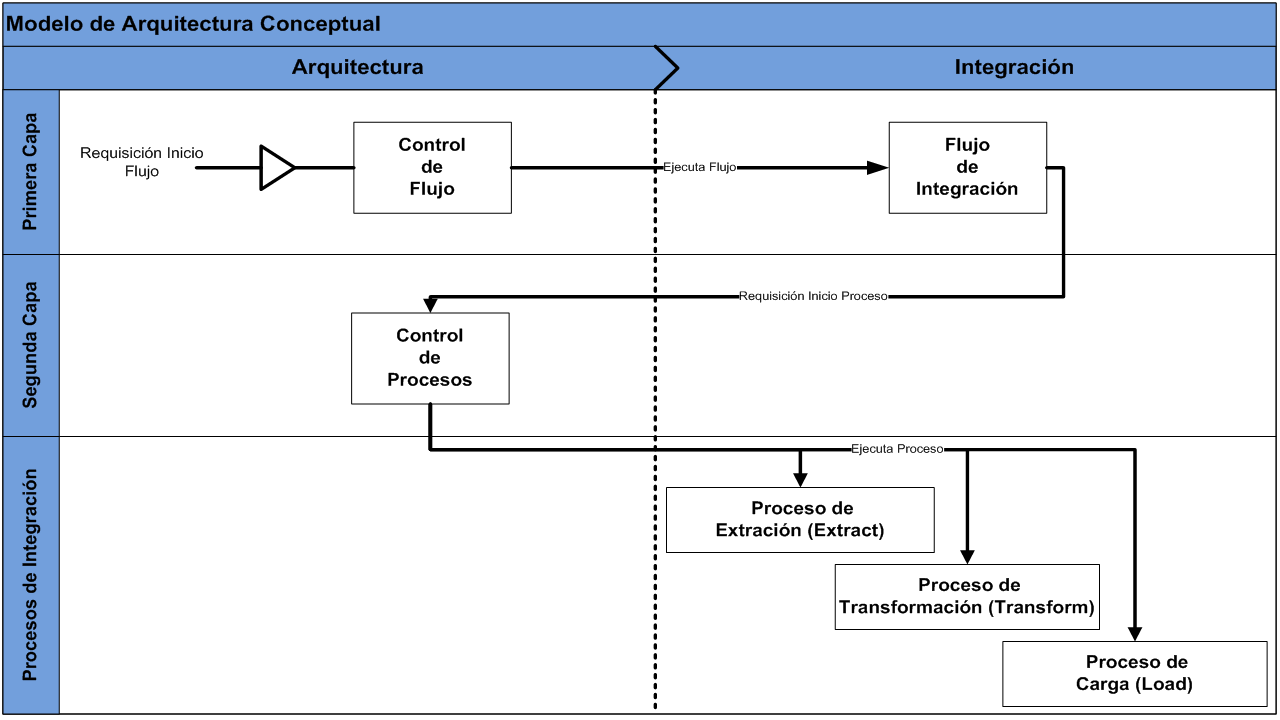 Modelo de Arquitectura Conceptual
Arquitectura
Integración
Primera Capa
Requisición Inicio
Flujo
Control
de
Flujo
Ejecuta Flujo
Flujo
de
Integración
Segunda Capa
Requisición Inicio Proceso
Control
de
Procesos
Procesos de Integración
Ejecuta Proceso
Proceso de
Extración (Extract)
Proceso de
Transformación (Transform)
Proceso de
Carga (Load)